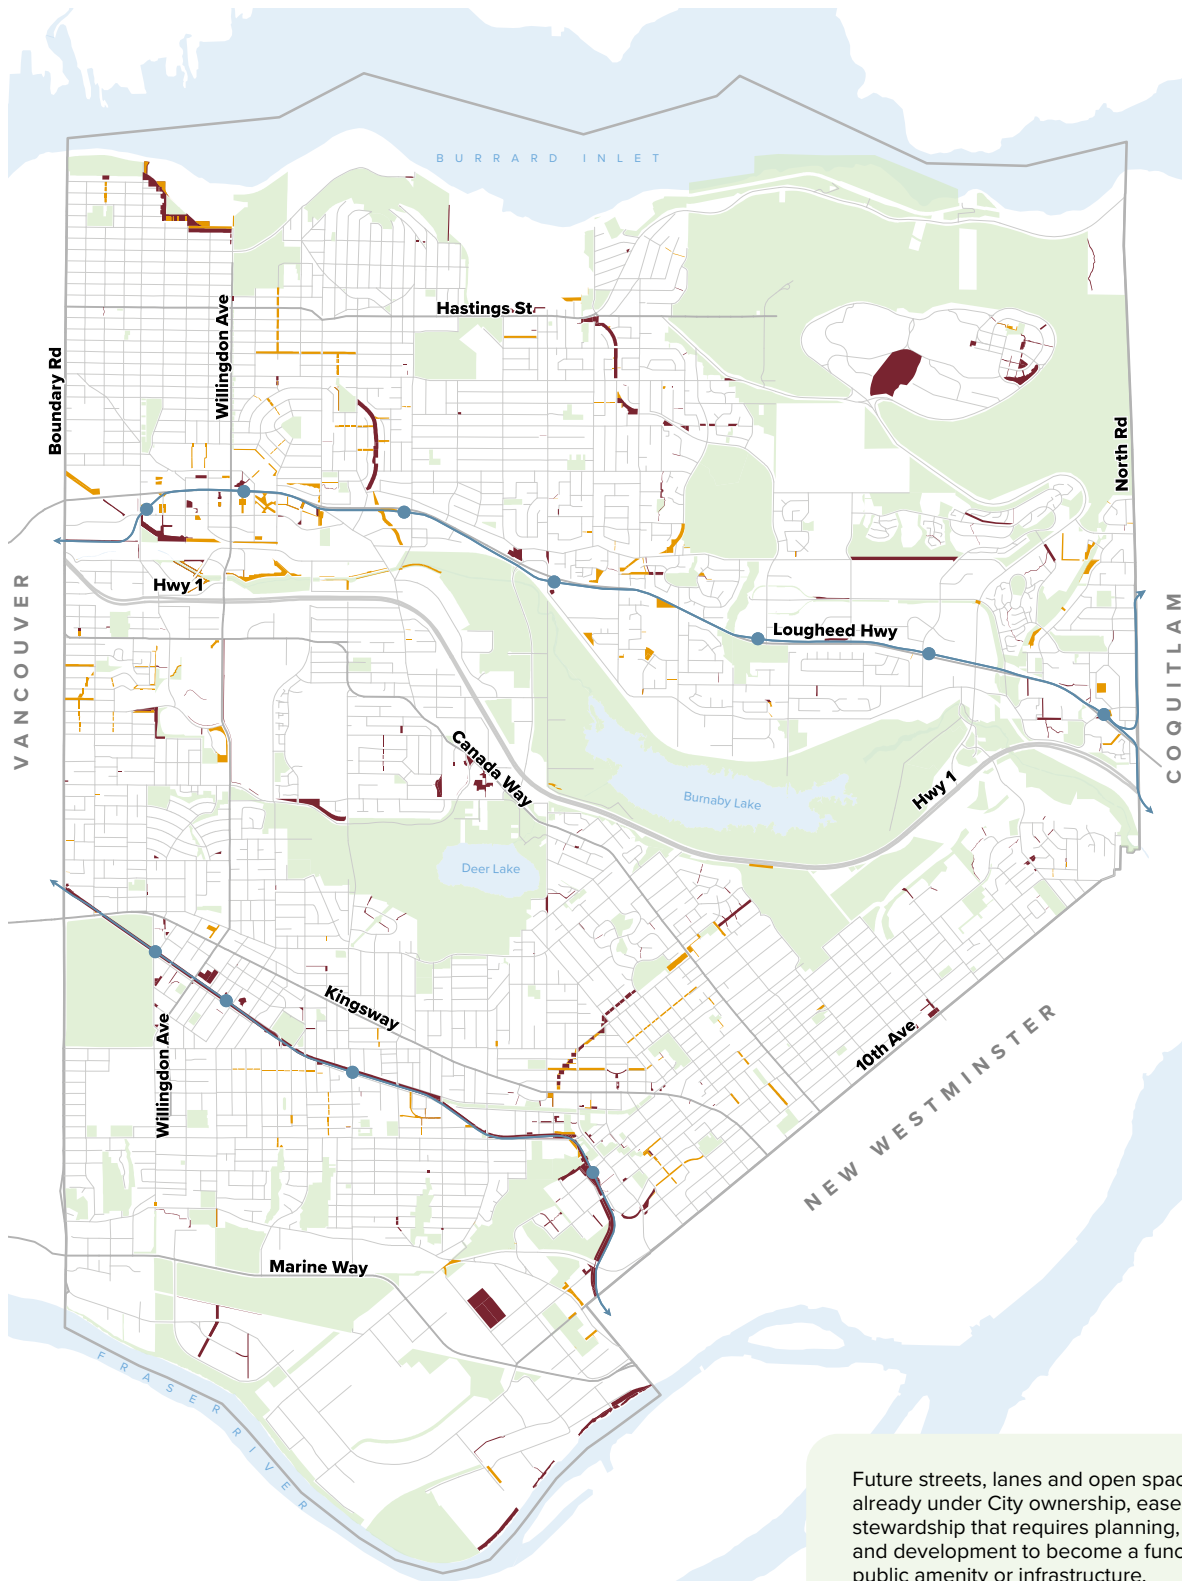 BURRARD INLET
Hastings St
Willingdon Ave
Boundary Rd
North Rd
Hwy 1
VANCOUVER
COQUITLAM
Lougheed Hwy
Canada Way
Burnaby Lake
Hwy 1
Deer Lake
Kingsway
Willingdon Ave
10th Ave
NEW WESTMINSTER
Marine Way
FRASER RIVER
Future streets, lanes and open spac
already under City ownership, ease
stewardship that requires planning,
and development to become a func
public amenity or infrastructure.